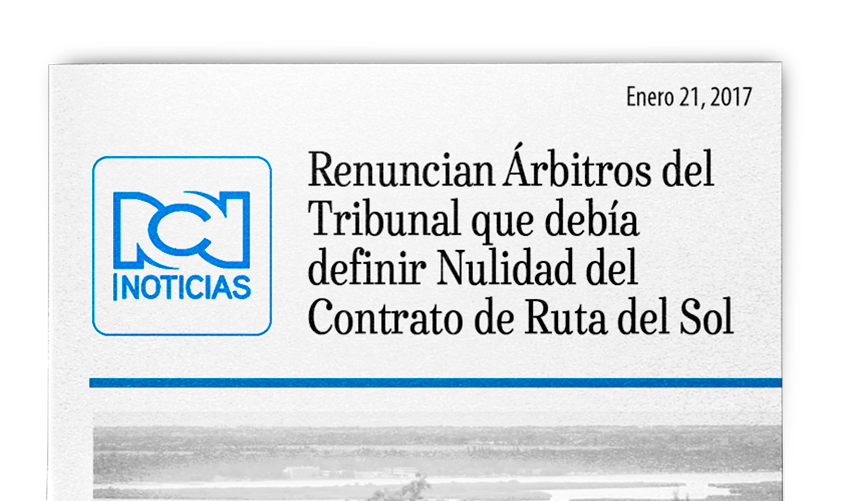 Enero 21, 2017
Renuncian Árbitros del
Tribunal que debía
definir Nulidad del
Contrato de Ruta del Sol
RCN
NOTICIAS